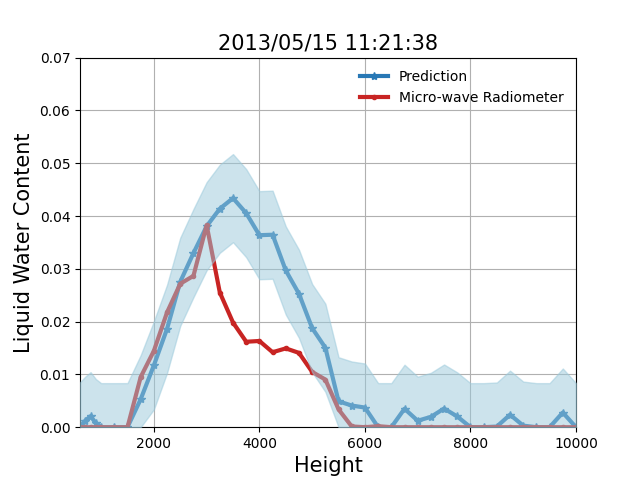 2013/05/15 11:21:38
Prediction
Micro-wave Radiometer
0.07
0.06
0.05
0.04
0.03
0.02
0.01
0.00
Liquid Water Content
2000 4000 6000 8000 10000
Height